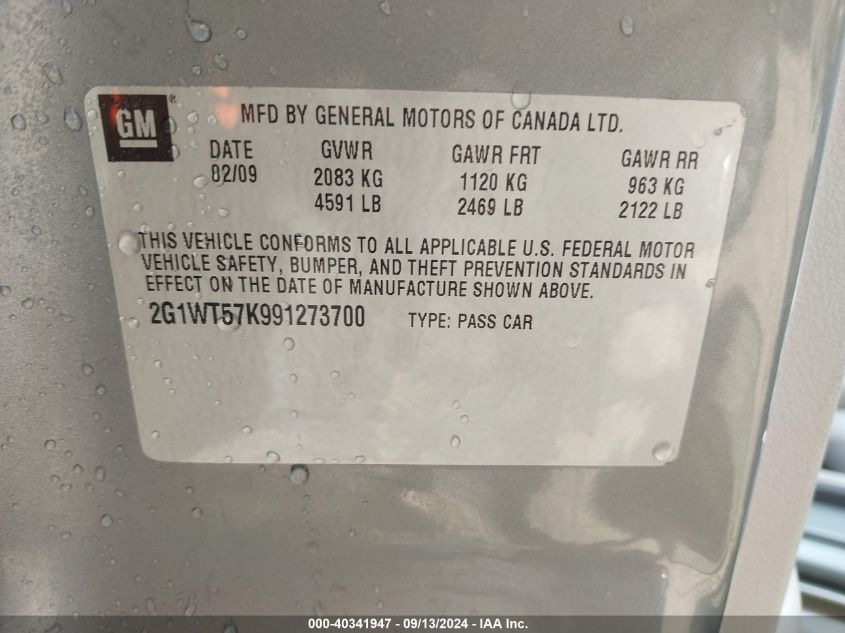 GM ®
MFD BY GENERAL MOTORS OF CANADA LTD.
DATE GVWR GAWR FRT GAWR RR
02/09 2083 KG 1120 KG 963 KG
4591 LB 2469 LB 2122 LB
THIS VEHICLE CONFORMS TO ALL APPLICABLE U.S. FEDERAL MOTOR
VEHICLE SAFETY, BUMPER, AND THEFT PREVENTION STANDARDS IN
EFFECT ON THE DATE OF MANUFACTURE SHOWN ABOVE.
2G1WT57K991273700 TYPE: PASS CAR
000-40341947 - 09/13/2024 - IAA Inc.